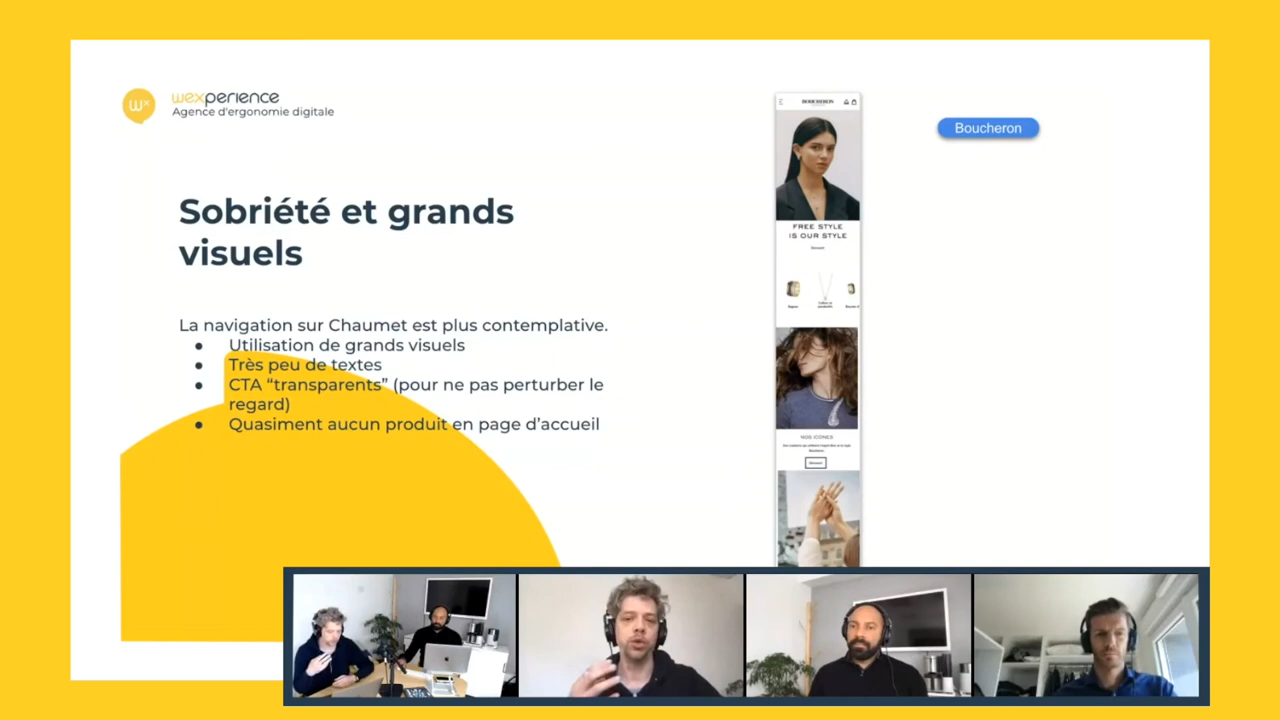 wexperience
Agence d'ergonomie digitale
Sobriété et grands
visuels
La navigation sur Chaumet est plus contemplative.
● Utilisation de grands visuels
● Très peu de textes
● CTA “transparents” (pour ne pas perturber le
regard)
● Quasiment aucun produit en page d’accueil
BOUCHERON
FREE STYLE
IS OUR STYLE
NOS ICONES
Boucheron